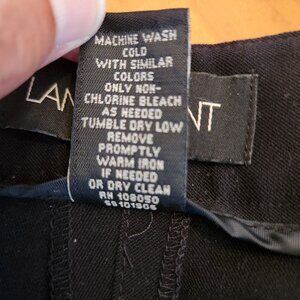 MACHINE WASH
COLD
WITH SIMILAR
COLORS
ONLY NON-
CHLORINE BLEACH
AS NEEDED
TUMBLE DRY LOW
REMOVE
PROMPTLY
WARM IRON
IF NEEDED
OR DRY CLEAN
RN 108050